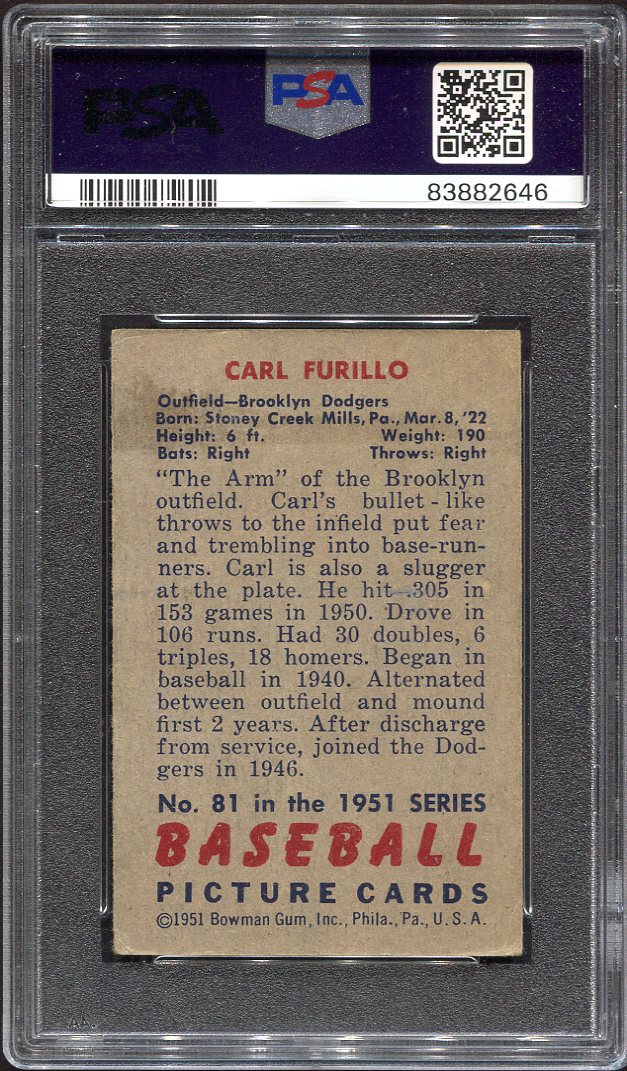 PSA
PSA
83882646
CARL FURILLO
Outfield—Brooklyn Dodgers
Born: Stoney Creek Mills, Pa., Mar. 8, '22
Height: 6 ft. Weight: 190
Bats: Right Throws: Right
"The Arm" of the Brooklyn
outfield. Carl's bullet-like
throws to the infield put fear
and trembling into base-run-
ners. Carl is also a slugger
at the plate. He hit .305 in
153 games in 1950. Drove in
106 runs. Had 30 doubles, 6
triples, 18 homers. Began in
baseball in 1940. Alternated
between outfield and mound
first 2 years. After discharge
from service, joined the Dod-
gers in 1946.
No. 81 in the 1951 SERIES
BASEBALL
PICTURE CARDS
©1951 Bowman Gum, Inc., Phila., Pa., U.S.A.